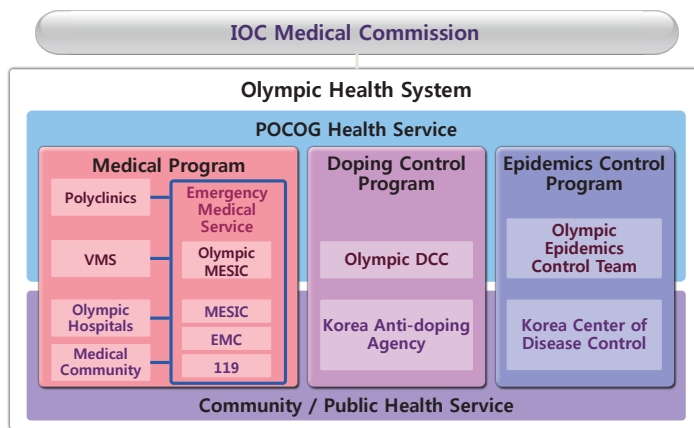 IOC Medical Commission
Olympic Health System
POCOG Health Service
Medical Program
Polyclinics
VMS
Olympic
Hospitals
Medical
Community
Emergency
Medical
Service
Olympic
MESIC
MESIC
EMC
119
Doping Control
Program
Olympic DCC
Korea Anti-doping
Agency
Epidemics Control
Program
Olympic
Epidemics
Control Team
Korea Center of
Disease Control
Community / Public Health Service